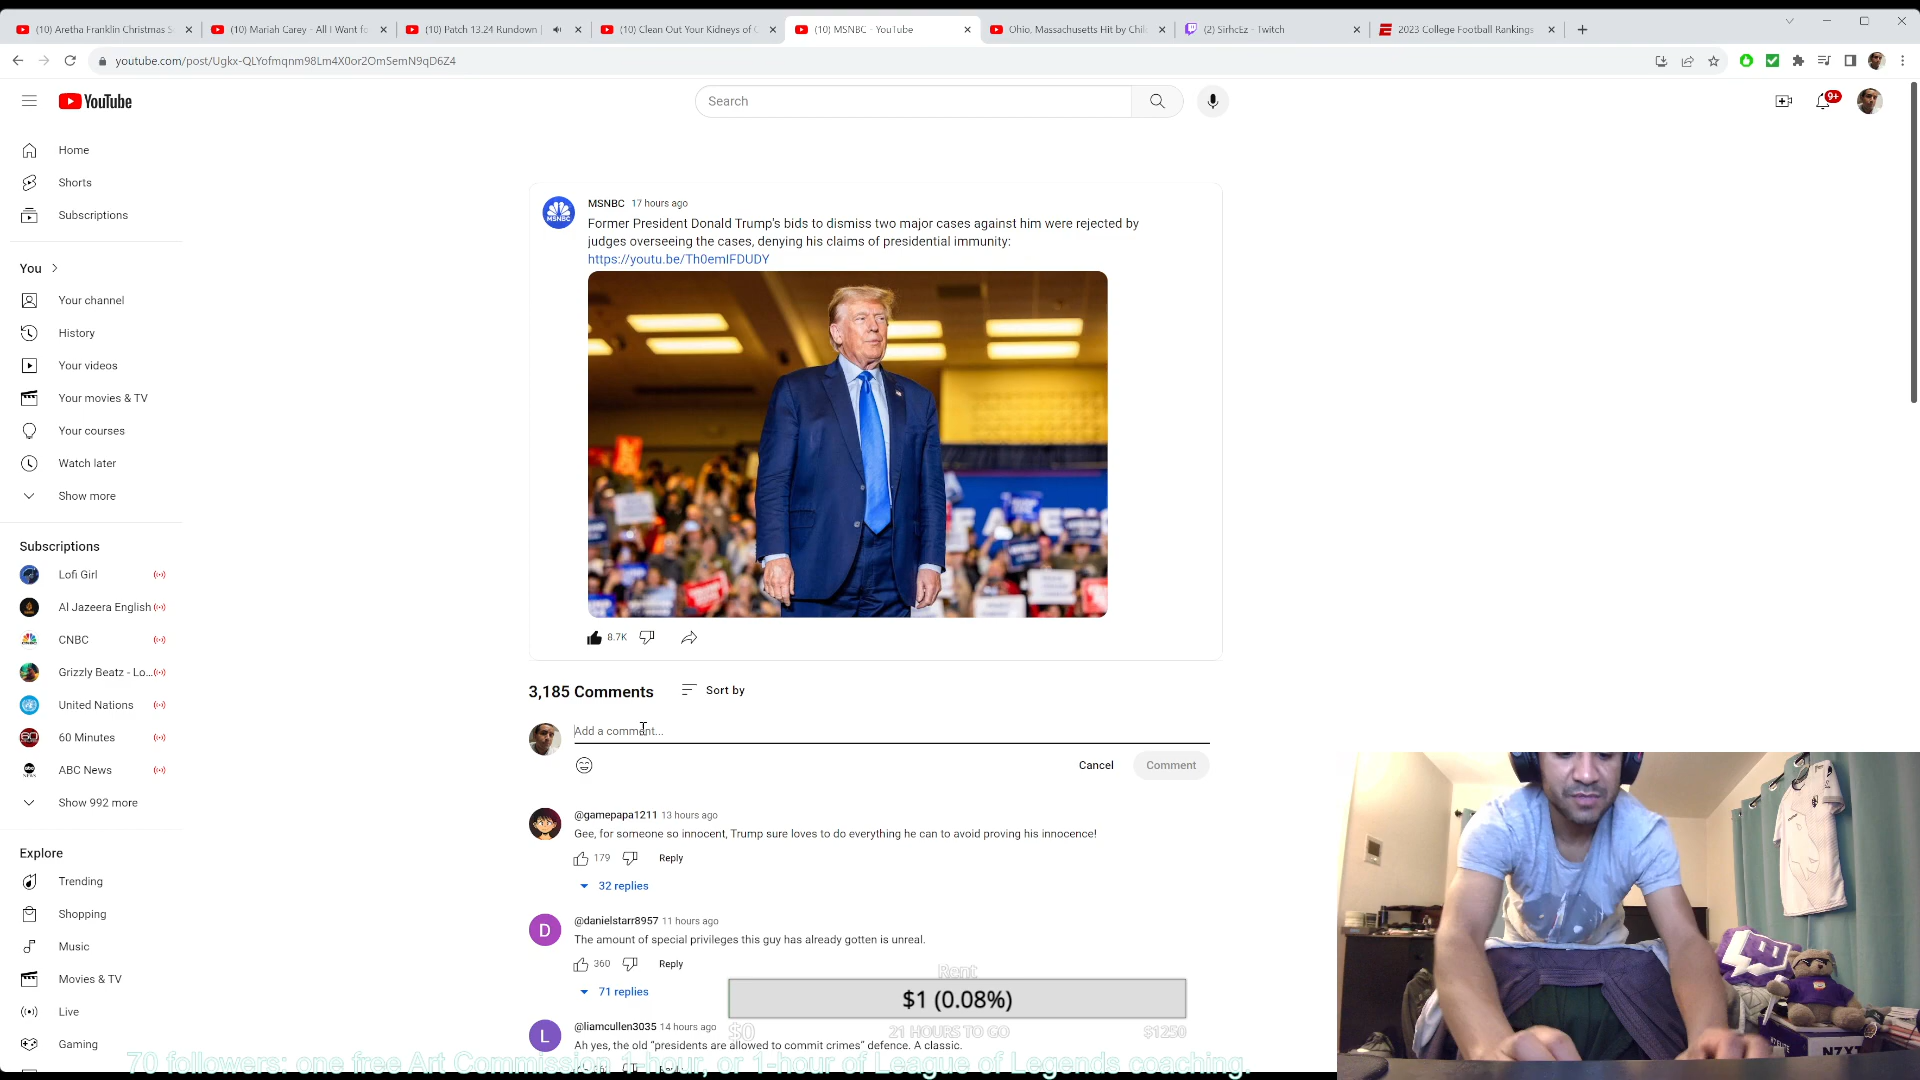 (10) Aretha Franklin Christmas S
(10) Mariah Carey - All I Want fo
(10) Patch 13.24 Rundown |
(10) Clean Out Your Kidneys of
(10) MSNBC - YouTube
Ohio, Massachusetts Hit by Chil
(2) SirhcEz - Twitch
2023 College Football Rankings
youtube.com/post/Ugkx-QLYofmqnm98Lm4X0or2OmSemN9qD6Z4
YouTube
Search
9+
Home
Shorts
Subscriptions
You
Your channel
History
Your videos
Your movies & TV
Your courses
Watch later
Show more
Subscriptions
Lofi Girl
Al Jazeera English
CNBC
Grizzly Beatz - Lo...
United Nations
60 Minutes
ABC News
Show 992 more
Explore
Trending
Shopping
Music
Movies & TV
Live
Gaming
MSNBC 17 hours ago
Former President Donald Trump's bids to dismiss two major cases against him were rejected by
judges overseeing the cases, denying his claims of presidential immunity:
https://youtu.be/Th0emIFDUDY
8.7K
3,185 Comments
Sort by
Add a comment...
Cancel
Comment
@gamepapa1211 13 hours ago
Gee, for someone so innocent, Trump sure loves to do everything he can to avoid proving his innocence!
179 Reply
32 replies
D
@danielstarr8957 11 hours ago
The amount of special privileges this guy has already gotten is unreal.
360 Reply
71 replies
L
@liamcullen3035 14 hours ago
Ah yes, the old "presidents are allowed to commit crimes" defence. A classic.
Rent
$1 (0.08%)
$0
21 HOURS TO GO
$1250
70 followers: one free Art Commission 1-hour, or 1-hour of League of Legends coaching.